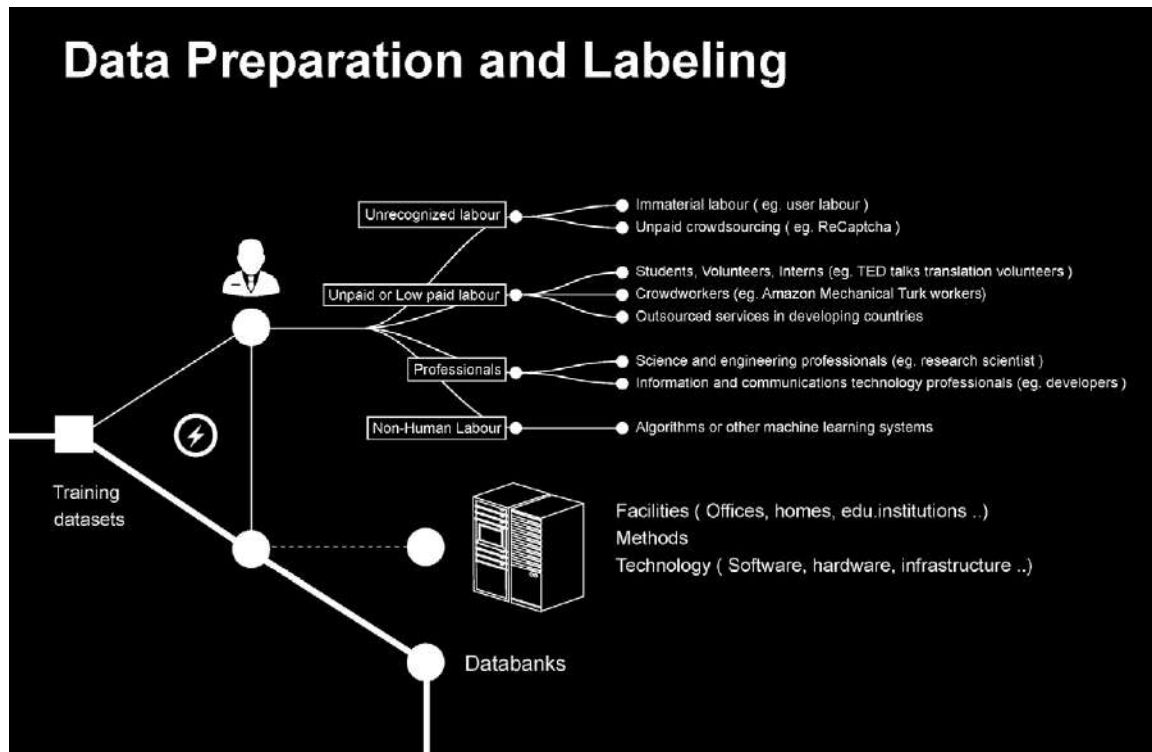 Data Preparation and Labeling
Unrecognized labour
Immaterial labour ( eg. user labour )
Unpaid crowdsourcing ( eg. ReCaptcha )
Unpaid or Low paid labour
Students, Volunteers, Interns (eg. TED talks translation volunteers )
Crowdworkers (eg. Amazon Mechanical Turk workers)
Outsourced services in developing countries
Professionals
Science and engineering professionals (eg. research scientist )
Information and communications technology professionals (eg. developers )
Non-Human Labour
Algorithms or other machine learning systems
Training
datasets
Facilities ( Offices, homes, edu.institutions ..)
Methods
Technology ( Software, hardware, infrastructure ..)
Databanks